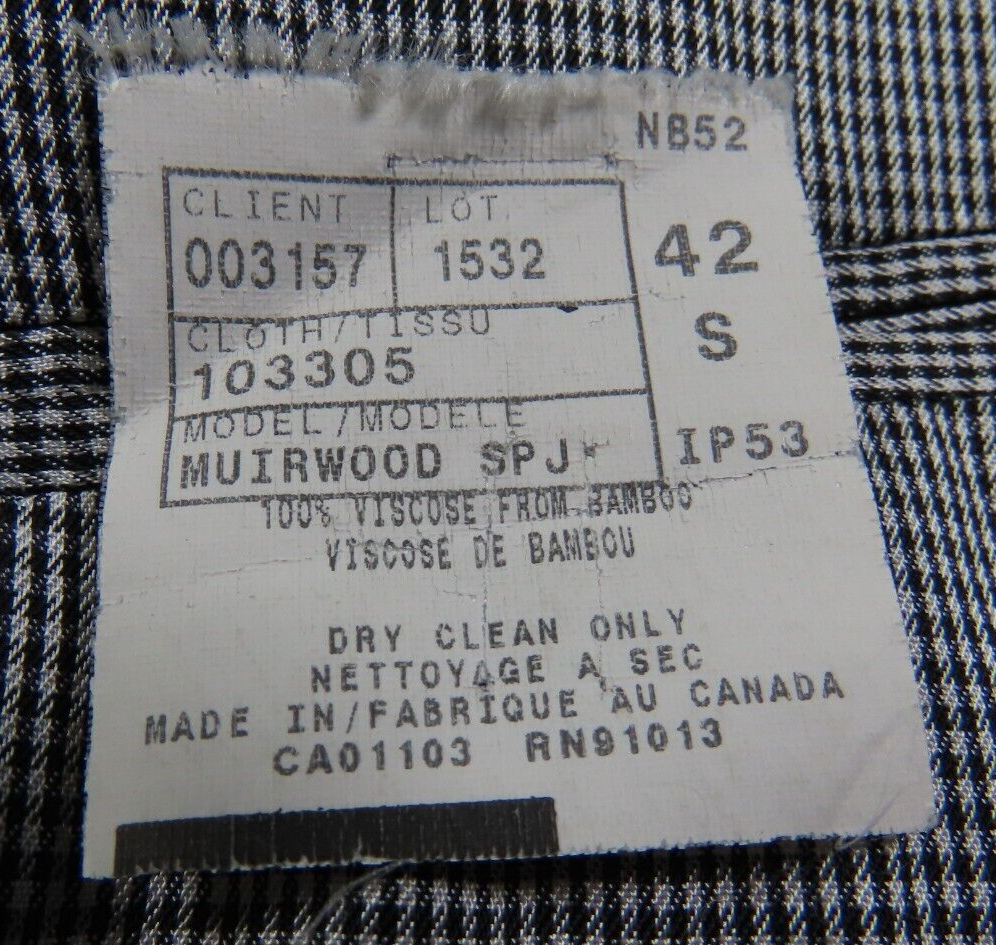 NB52
CLIENT LOT
003157 1532
42
S
CLOTH/TISSU
103305
MODEL/MODELE
MUIRWOOD SPJ
IP53
100% VISCOSE FROM BAMBOO
VISCOSE DE BAMBOU
DRY CLEAN ONLY
NETTOYAGE A SEC
MADE IN/FABRIQUE AU CANADA
CA01103 RN91013